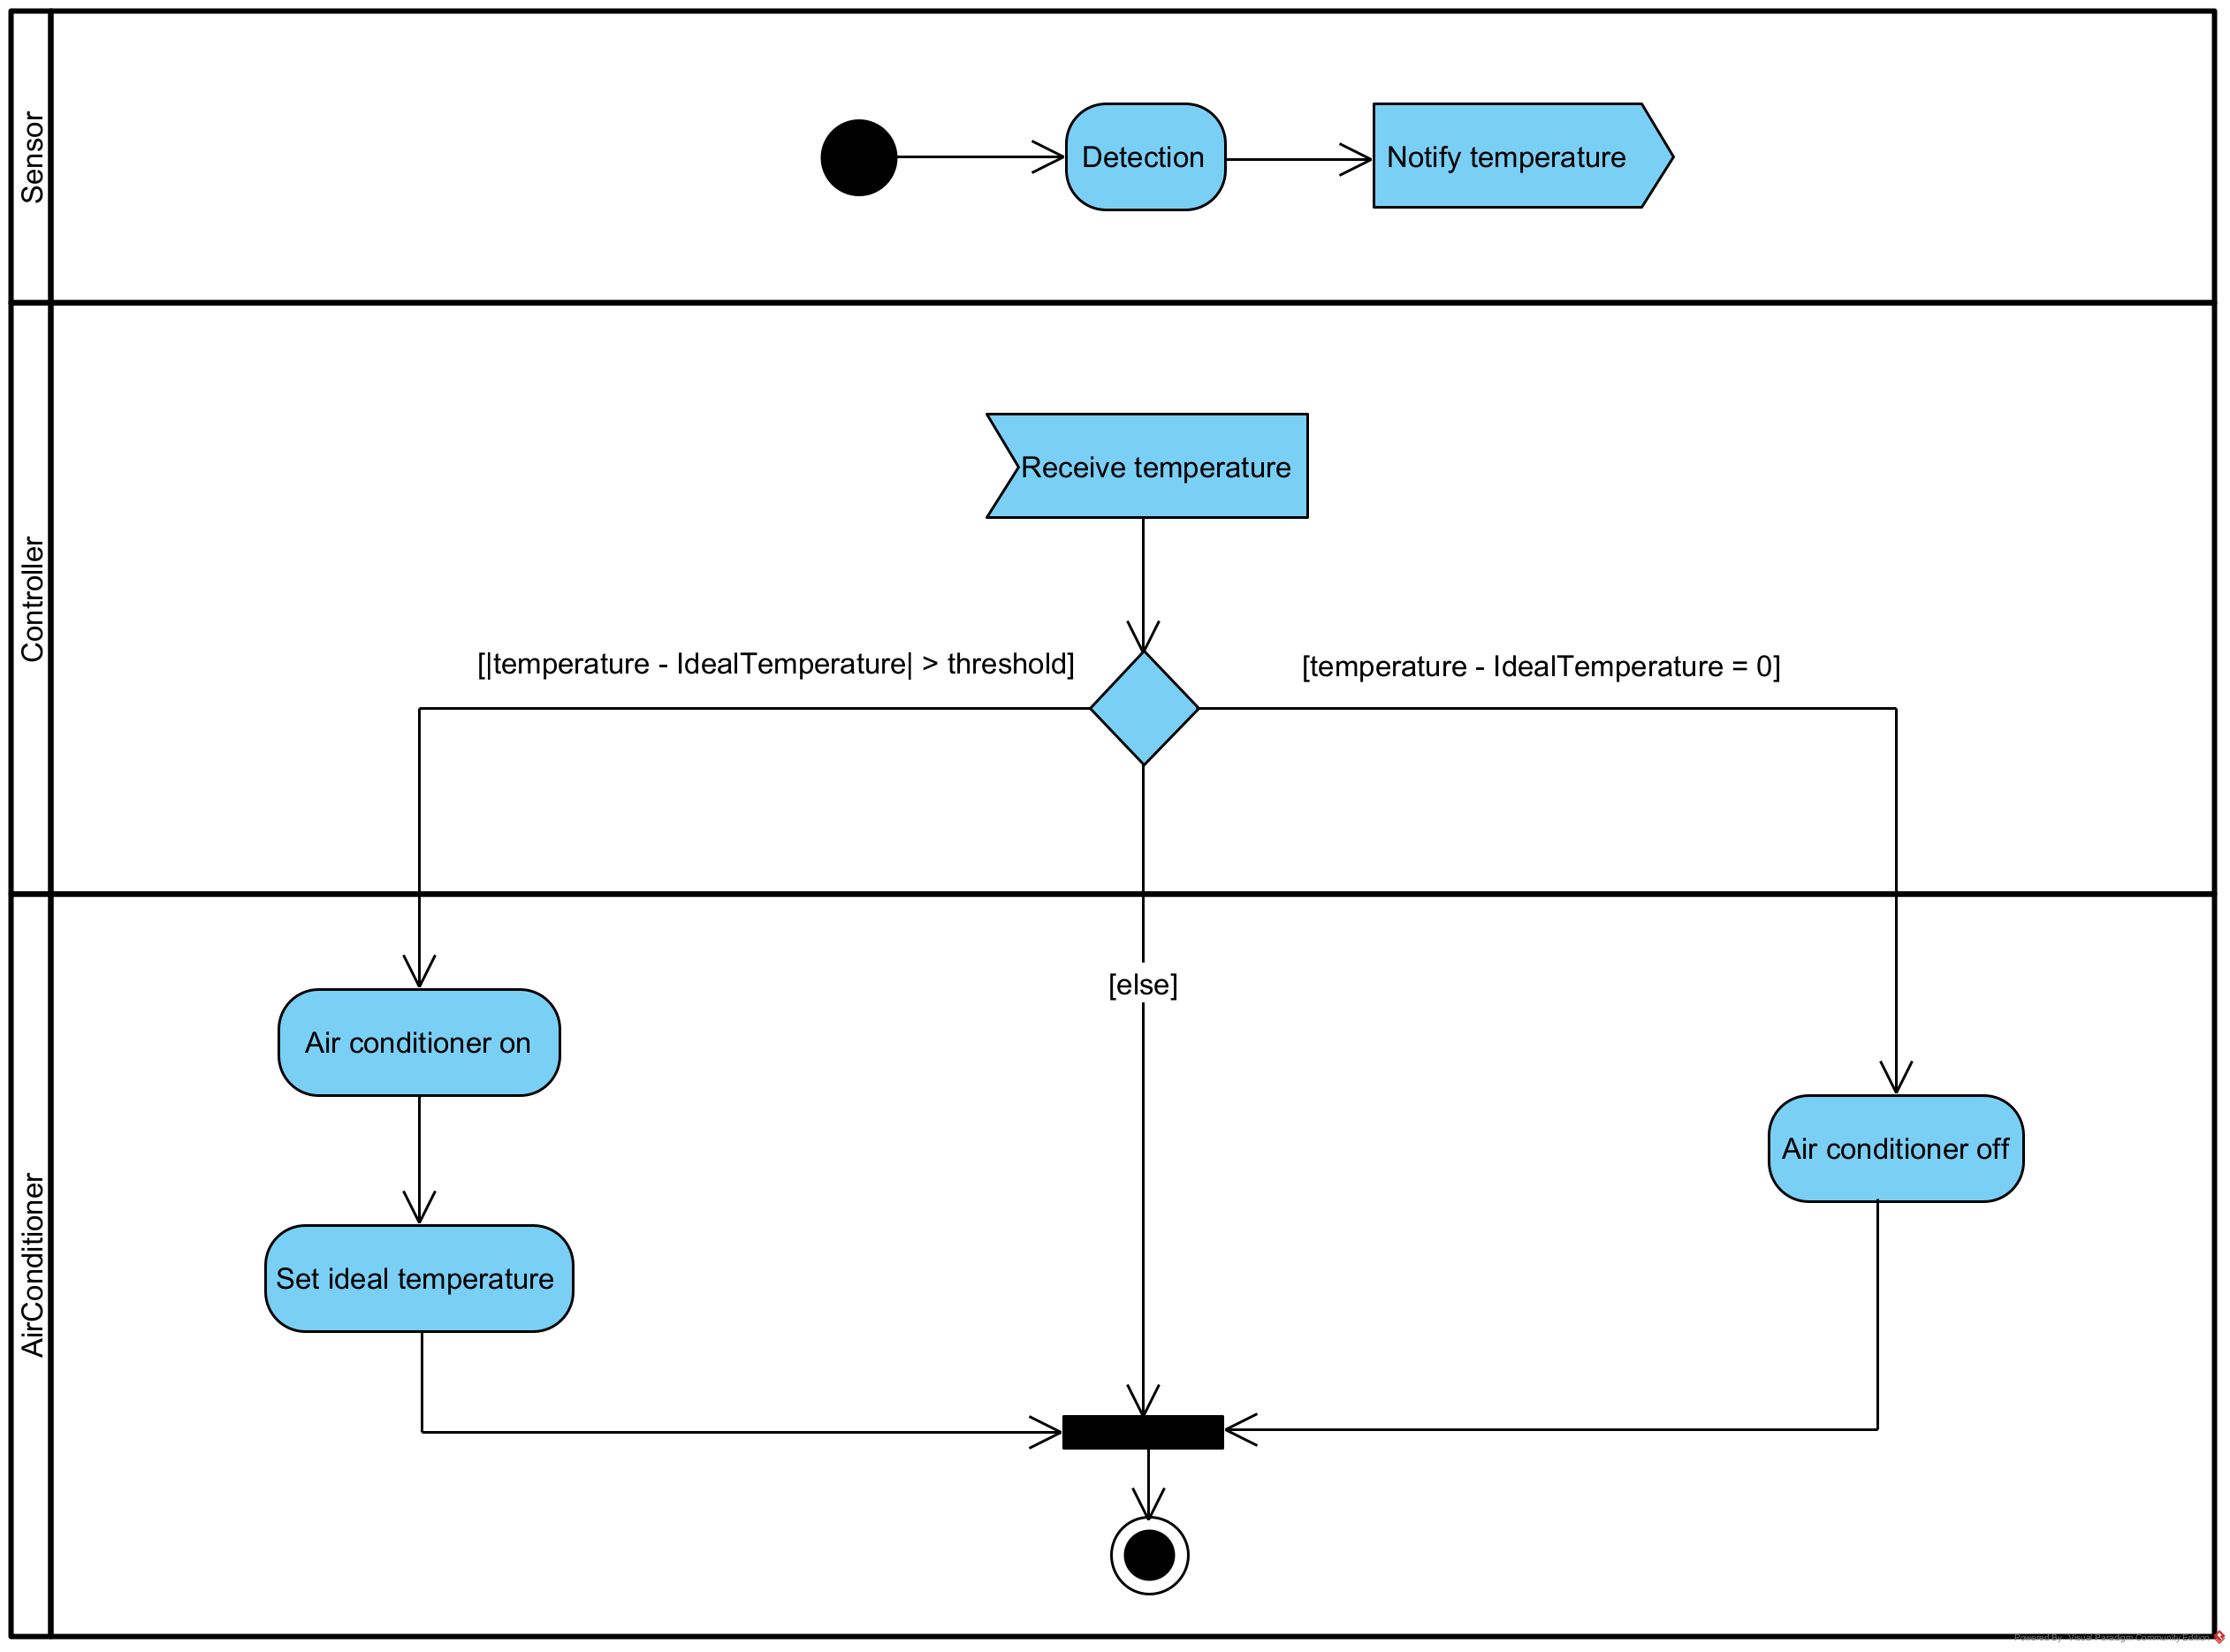 Sensor
Detection
Notify temperature
Controller
Receive temperature
[|temperature - IdealTemperature| > threshold]
[temperature - IdealTemperature = 0]
AirConditioner
[else]
Air conditioner on
Air conditioner off
Set ideal temperature
Powered By: Visual Paradigm Community Edition